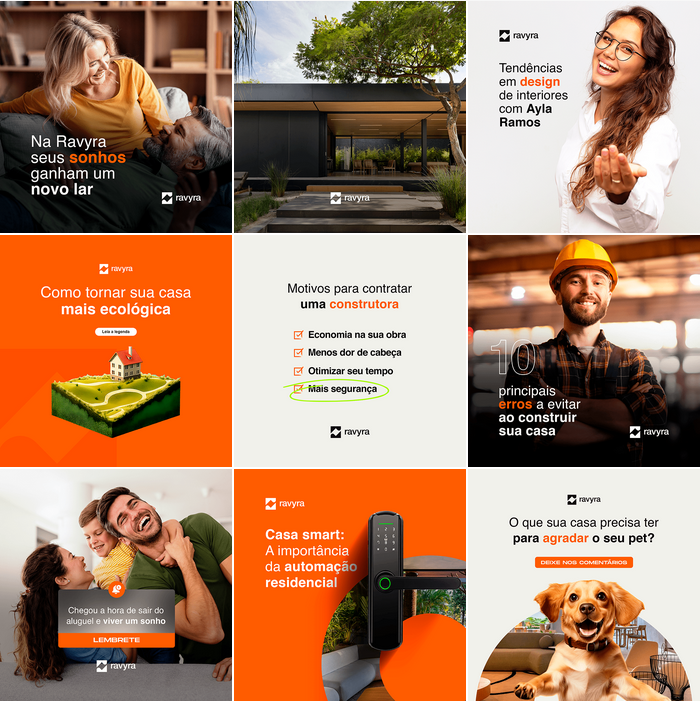 Na Ravyra
seus sonhos
ganham um
novo lar
ravyra
ravyra
ravyra
Tendências
em design
de interiores
com Ayla
Ramos
ravyra
Como tornar sua casa
mais ecológica
Leia a legenda
Motivos para contratar
uma construtora
Economia na sua obra
Menos dor de cabeça
Otimizar seu tempo
Mais segurança
ravyra
10
principais
erros a evitar
ao construir
sua casa
ravyra
Chegou a hora de sair do
aluguel e viver um sonho
LEMBRETE
ravyra
ravyra
Casa smart:
A importância
da automação
residencial
ravyra
O que sua casa precisa ter
para agradar o seu pet?
DEIXE NOS COMENTÁRIOS